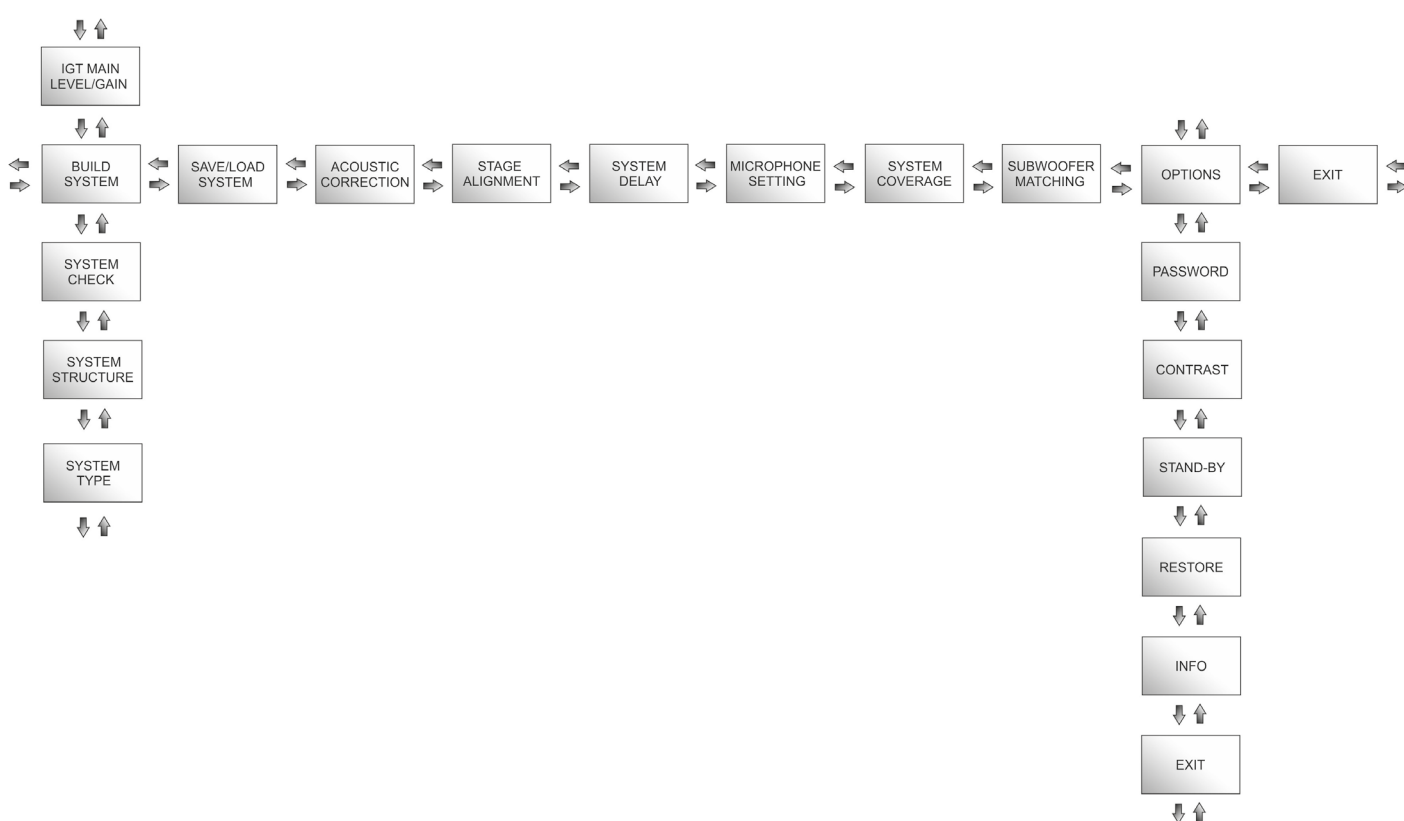 IGT MAIN
LEVEL/GAIN
BUILD
SYSTEM
SAVE/LOAD
SYSTEM
ACOUSTIC
CORRECTION
STAGE
ALIGNMENT
SYSTEM
DELAY
MICROPHONE
SETTING
SYSTEM
COVERAGE
SUBWOOFER
MATCHING
OPTIONS
EXIT
SYSTEM
CHECK
PASSWORD
SYSTEM
STRUCTURE
CONTRAST
SYSTEM
TYPE
STAND-BY
RESTORE
INFO
EXIT